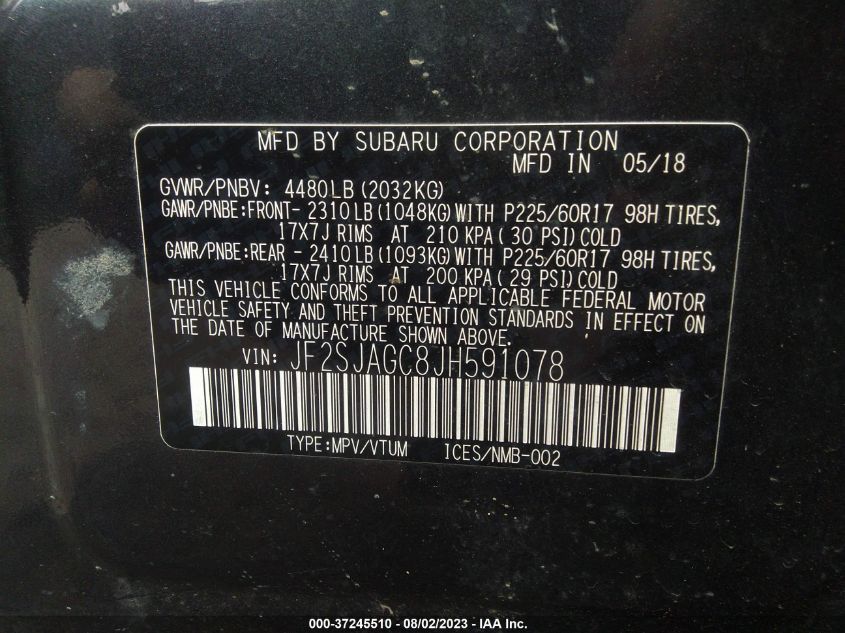 MFD BY SUBARU CORPORATION
MFD IN 05/18
GVWR/PNBV: 4480LB (2032KG)
GAWR/PNBE:FRONT- 2310LB (1048KG) WITH P225/60R17 98H TIRES,
17X7J RIMS AT 210 KPA ( 30 PSI) COLD
GAWR/PNBE:REAR - 2410LB (1093KG) WITH P225/60R17 98H TIRES,
17X7J RIMS AT 200 KPA ( 29 PSI) COLD
THIS VEHICLE CONFORMS TO ALL APPLICABLE FEDERAL MOTOR
VEHICLE SAFETY AND THEFT PREVENTION STANDARDS IN EFFECT ON
THE DATE OF MANUFACTURE SHOWN ABOVE.
VIN: JF2SJAGC8JH591078
TYPE:MPV/VTUM ICES/NMB-002
000-37245510 - 08/02/2023 - IAA Inc.